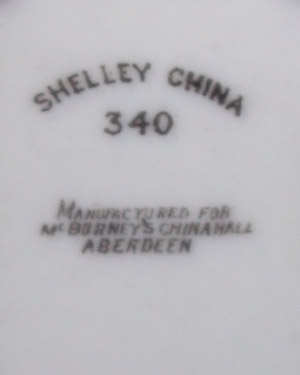 SHELLEY CHINA
340
MANUFACTURED FOR
McBURNEY'S CHINA HALL
ABERDEEN